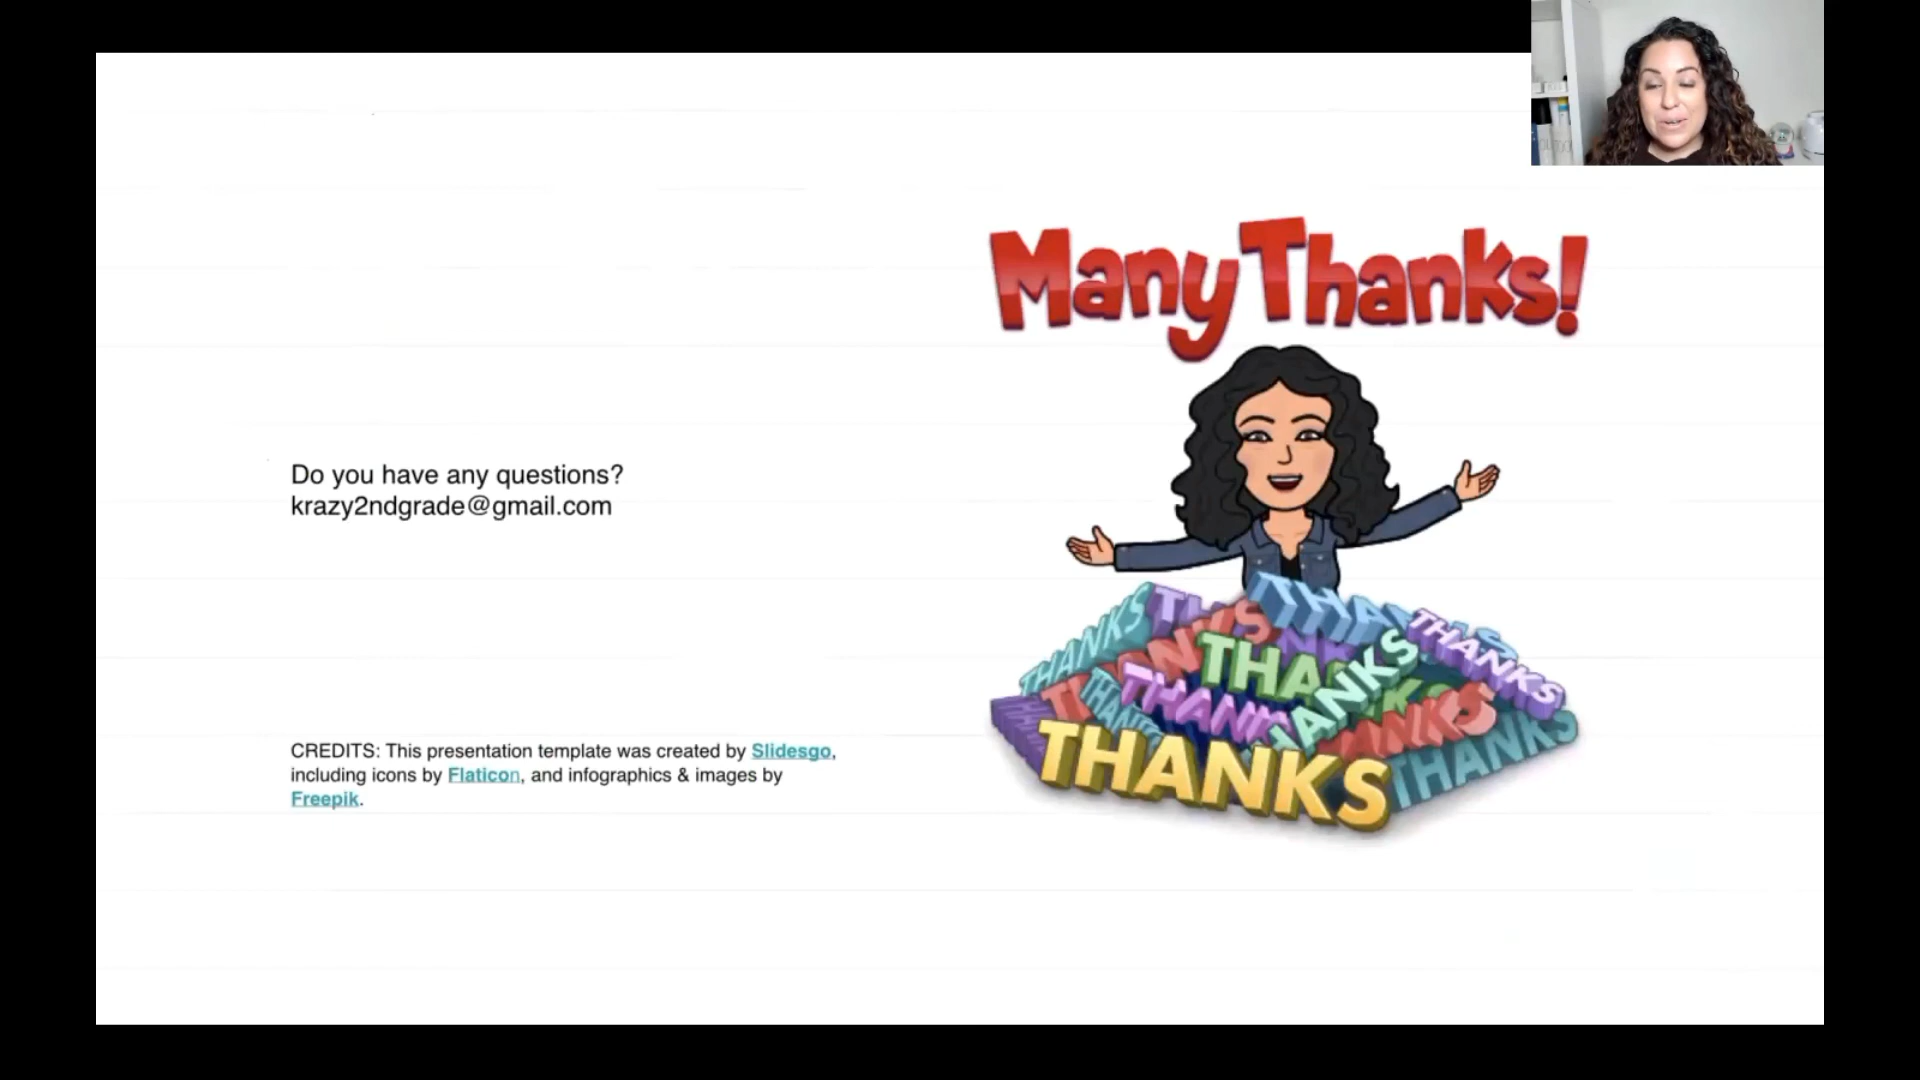 Many Thanks!
Do you have any questions?
krazy2ndgrade@gmail.com
THANKS
THANKS
THANKS
THANKS
THANKS
CREDITS: This presentation template was created by Slidesgo,
including icons by Flaticon, and infographics & images by
Freepik.